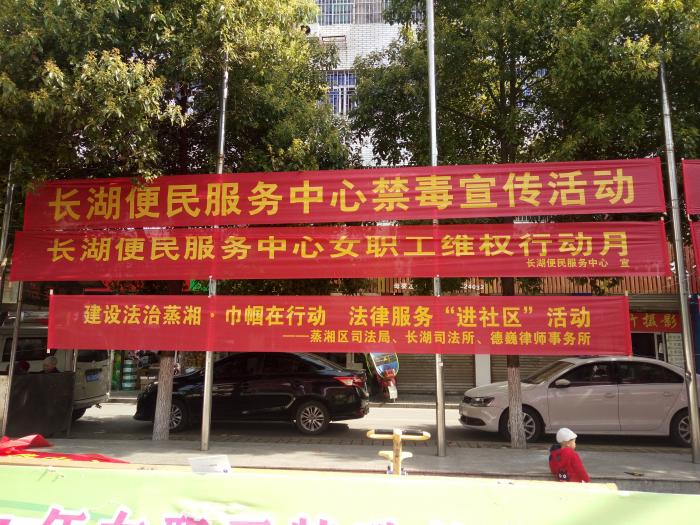 长湖便民服务中心禁毒宣传活动
长湖便民服务中心女职工维权行动月
长湖便民服务中心 宣
建设法治蒸湘·巾帼在行动 法律服务“进社区”活动
——蒸湘区司法局、长湖司法所、德巍律师事务所
摄影